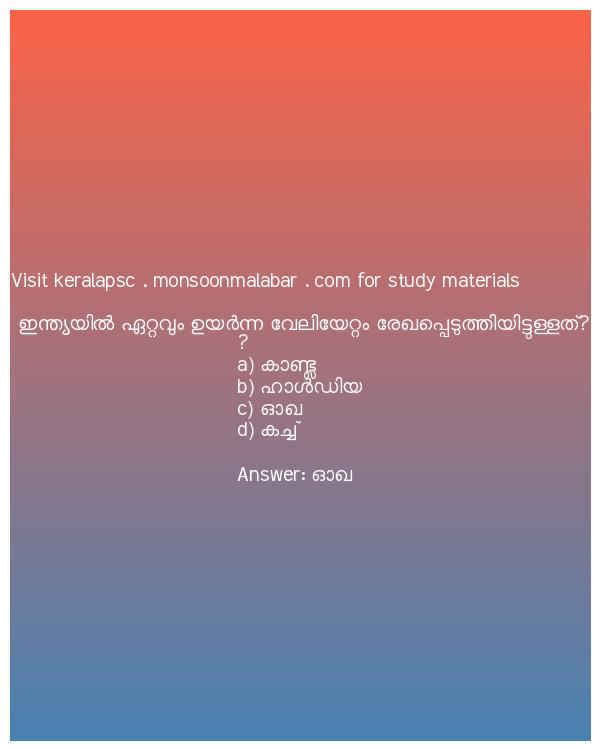 Visit keralapsc . monsoonmalabar . com for study materials
ഇന്ത്യയിൽ ഏറ്റവും ഉയർന്ന വേലിയേറ്റം രേഖപ്പെടുത്തിയിട്ടുള്ളത്?
?
a) കാണ്ട്ല
b) ഹാൾഡിയ
c) ഓഖ
d) കച്ച്
Answer: ഓഖ